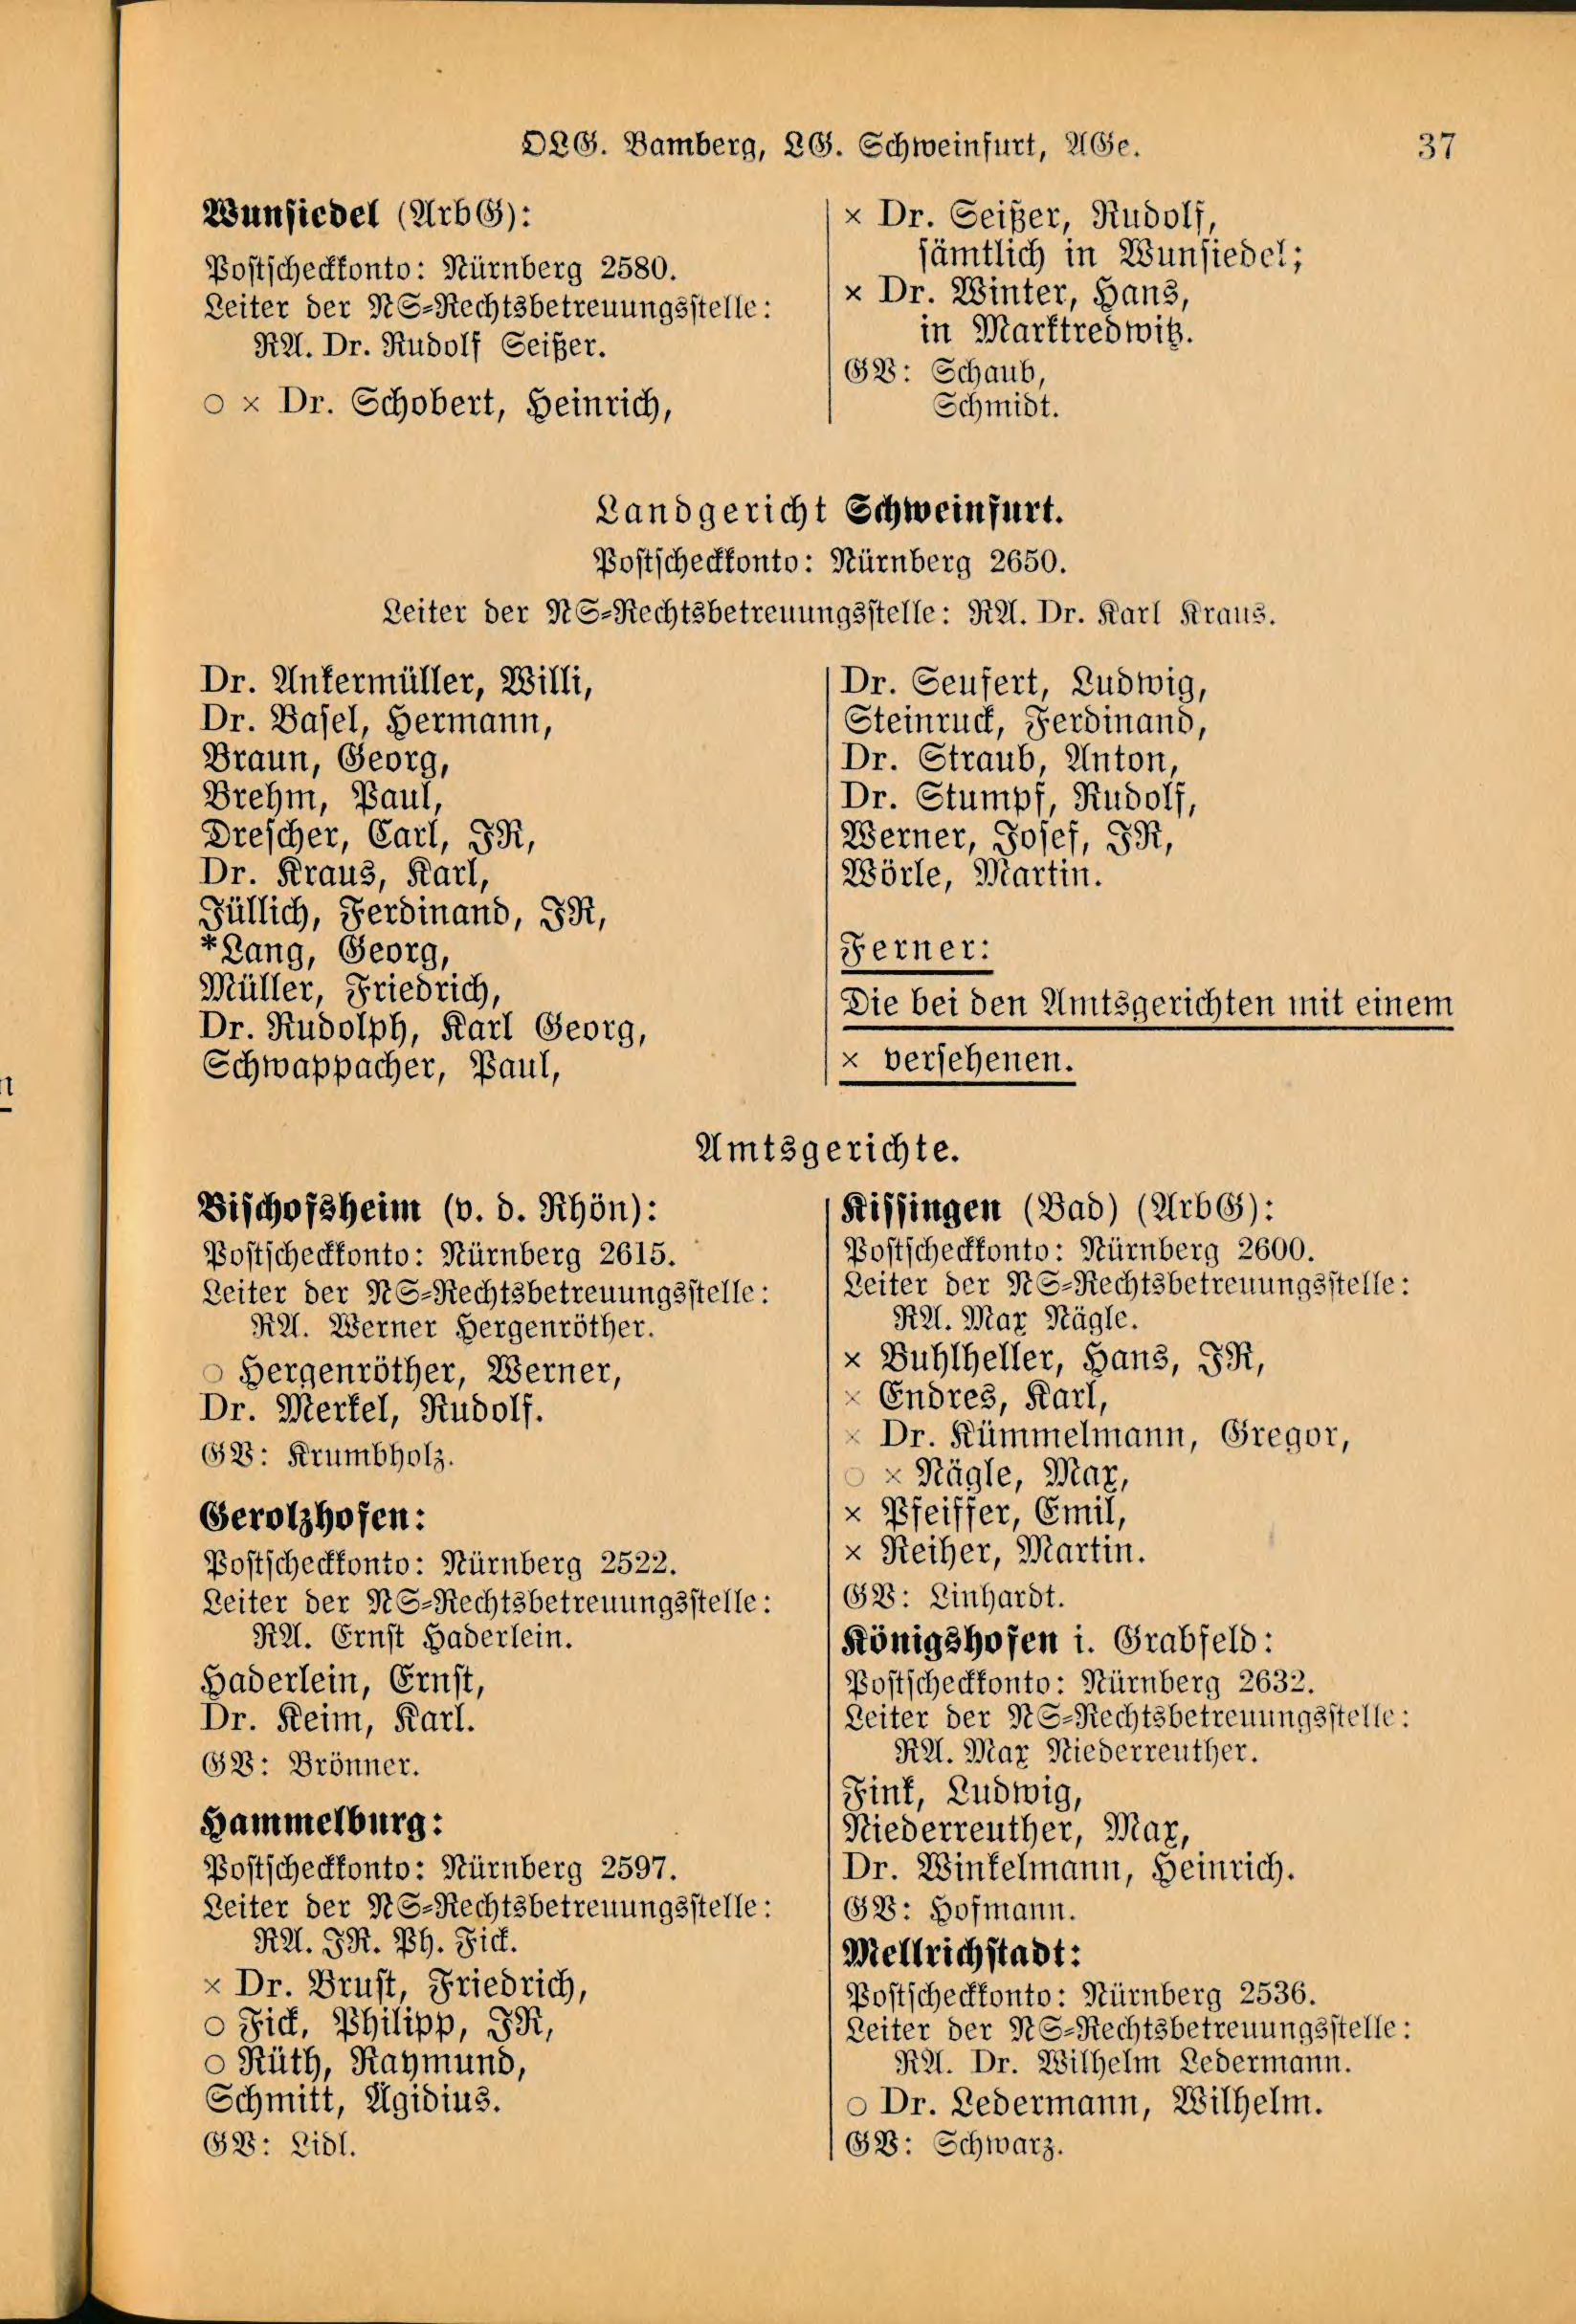 OLG. Bamberg, LG. Schweinfurt, AGe. 37
Wunsiedel (ArbG):
Postscheckkonto: Nürnberg 2580.
Leiter der NS-Rechtsbetreuungsstelle:
RA. Dr. Rudolf Seißer.
○ × Dr. Schobert, Heinrich,
× Dr. Seißer, Rudolf,
sämtlich in Wunsiedel;
× Dr. Winter, Hans,
in Marktredwitz.
GV: Schaub,
Schmidt.
Landgericht Schweinfurt.
Postscheckkonto: Nürnberg 2650.
Leiter der NS-Rechtsbetreuungsstelle: RA. Dr. Karl Kraus.
Dr. Ankermüller, Willi,
Dr. Basel, Hermann,
Braun, Georg,
Brehm, Paul,
Drescher, Carl, JR,
Dr. Kraus, Karl,
Jüllich, Ferdinand, JR,
*Lang, Georg,
Müller, Friedrich,
Dr. Rudolph, Karl Georg,
Schwappacher, Paul,
Dr. Seufert, Ludwig,
Steinruck, Ferdinand,
Dr. Straub, Anton,
Dr. Stumpf, Rudolf,
Werner, Josef, JR,
Wörle, Martin.
Ferner:
Die bei den Amtsgerichten mit einem
× versehenen.
Amtsgerichte.
Bischofsheim (v. d. Rhön):
Postscheckkonto: Nürnberg 2615.
Leiter der NS-Rechtsbetreuungsstelle:
RA. Werner Hergenröther.
○ Hergenröther, Werner,
Dr. Merkel, Rudolf.
GV: Krumbholz.
Gerolzhofen:
Postscheckkonto: Nürnberg 2522.
Leiter der NS-Rechtsbetreuungsstelle:
RA. Ernst Haderlein.
Haderlein, Ernst,
Dr. Keim, Karl.
GV: Brönner.
Hammelburg:
Postscheckkonto: Nürnberg 2597.
Leiter der NS-Rechtsbetreuungsstelle:
RA. JR. Ph. Fick.
× Dr. Brust, Friedrich,
○ Fick, Philipp, JR,
○ Rüth, Raymund,
Schmitt, Ägidius.
GV: Lidl.
Kissingen (Bad) (ArbG):
Postscheckkonto: Nürnberg 2600.
Leiter der NS-Rechtsbetreuungsstelle:
RA. Max Nägle.
× Buhlheller, Hans, JR,
× Endres, Karl,
× Dr. Kümmelmann, Gregor,
○ × Nägle, Max,
× Pfeiffer, Emil,
× Reiher, Martin.
GV: Linhardt.
Königshofen i. Grabfeld:
Postscheckkonto: Nürnberg 2632.
Leiter der NS-Rechtsbetreuungsstelle:
RA. Max Niederreuther.
Fink, Ludwig,
Niederreuther, Max,
Dr. Winkelmann, Heinrich.
GV: Hofmann.
Mellrichstadt:
Postscheckkonto: Nürnberg 2536.
Leiter der NS-Rechtsbetreuungsstelle:
RA. Dr. Wilhelm Ledermann.
○ Dr. Ledermann, Wilhelm.
GV: Schwarz.